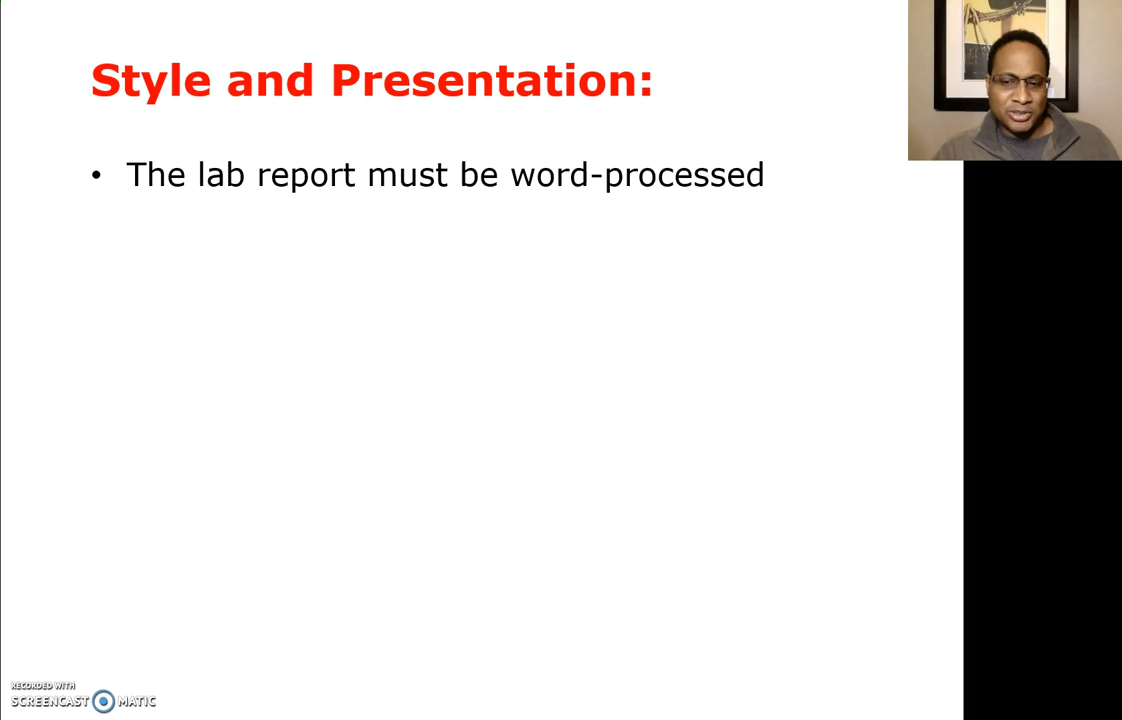 Style and Presentation:
• The lab report must be word-processed
RECORDED WITH
SCREENCAST MATIC